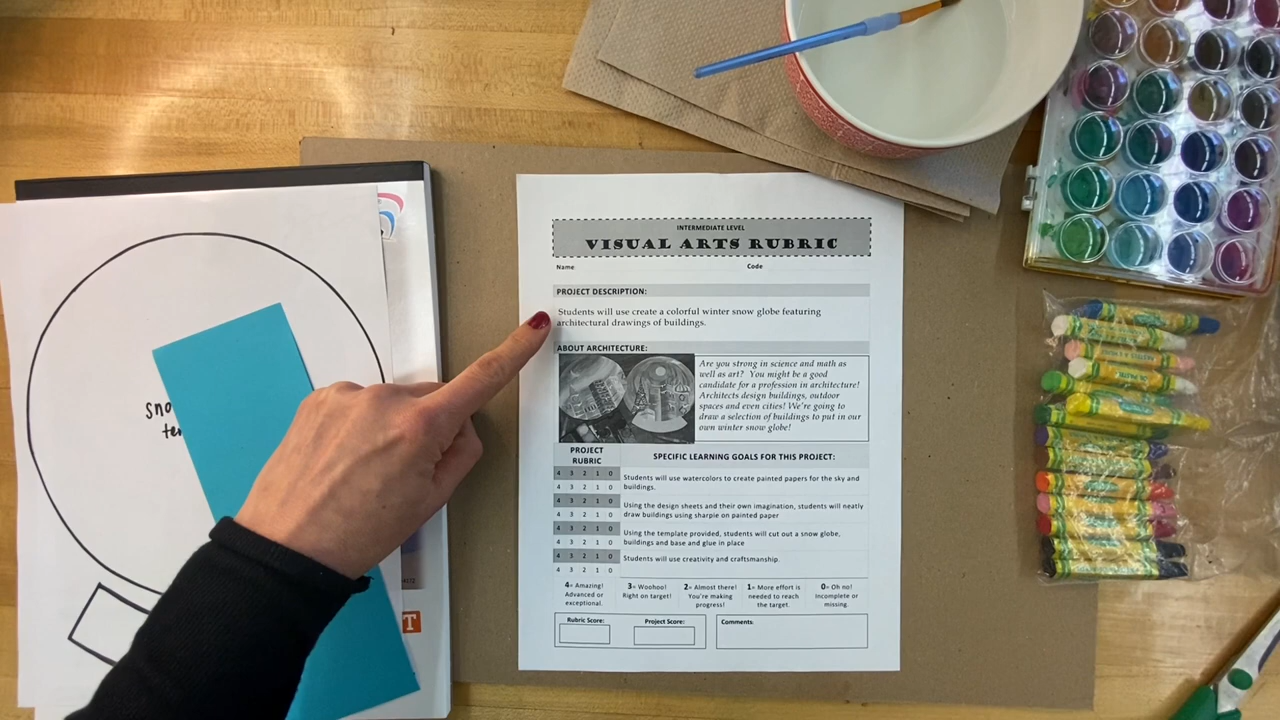 INTERMEDIATE LEVEL
VISUAL ARTS RUBRIC
Name
Code
PROJECT DESCRIPTION:
Students will use create a colorful winter snow globe featuring
architectural drawings of buildings.
ABOUT ARCHITECTURE:
Are you strong in science and math as
well as art? You might be a good
candidate for a profession in architecture!
Architects design buildings, outdoor
spaces and even cities! We're going to
draw a selection of buildings to put in our
own winter snow globe!
PROJECT
RUBRIC
SPECIFIC LEARNING GOALS FOR THIS PROJECT:
4 3 2 1 0
4 3 2 1 0
Students will use watercolors to create painted papers for the sky and
buildings.
4 3 2 1 0
4 3 2 1 0
Using the design sheets and their own imagination, students will neatly
draw buildings using sharpie on painted paper
4 3 2 1 0
4 3 2 1 0
Using the template provided, students will cut out a snow globe,
buildings and base and glue in place
4 3 2 1 0
4 3 2 1 0
Students will use creativity and craftsmanship.
4= Amazing!
Advanced or
exceptional.
3= Woohoo!
Right on target!
2= Almost there!
You're making
progress!
1= More effort is
needed to reach
the target.
0= Oh no!
Incomplete or
missing.
Rubric Score:
Project Score:
Comments:
sno
te
T